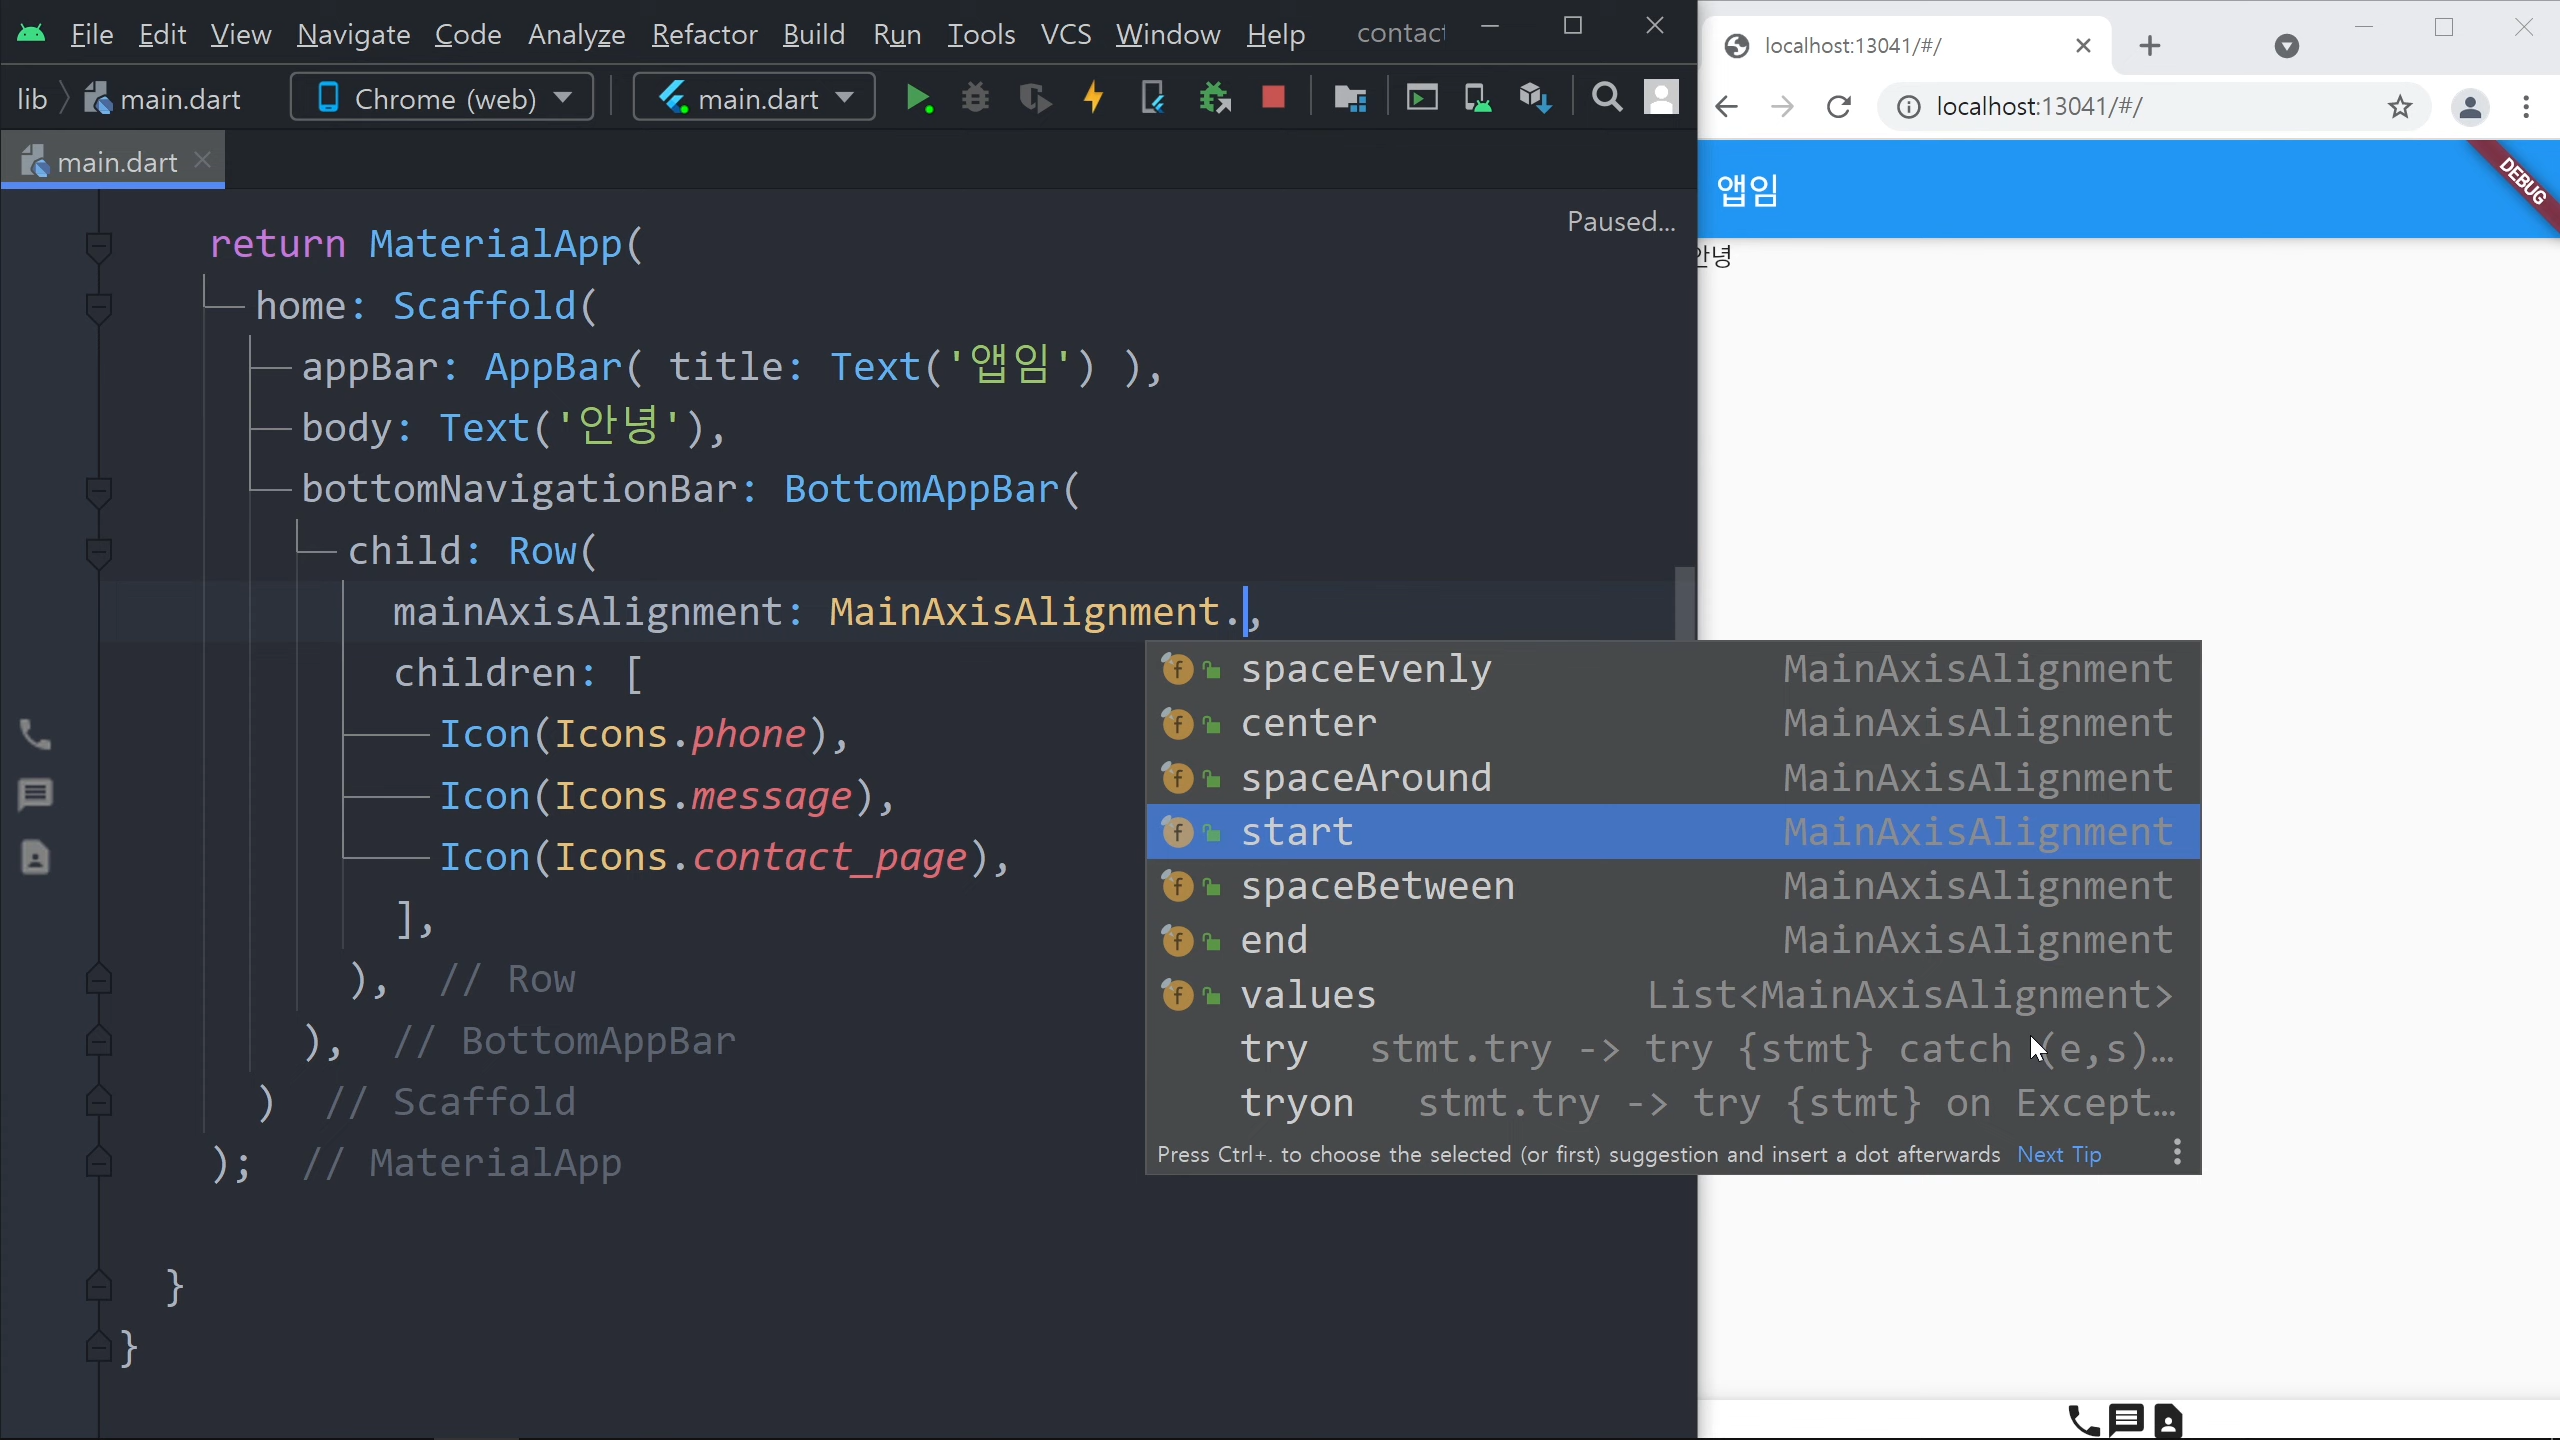 File Edit View Navigate Code Analyze Refactor Build Run Tools VCS Window Help contact
lib main.dart Chrome (web) main.dart
main.dart
Paused...
return MaterialApp(
home: Scaffold(
appBar: AppBar( title: Text('앱임') ),
body: Text('안녕'),
bottomNavigationBar: BottomAppBar(
child: Row(
mainAxisAlignment: MainAxisAlignment.,
children: [
Icon(Icons.phone),
Icon(Icons.message),
Icon(Icons.contact_page),
],
), // Row
), // BottomAppBar
) // Scaffold
); // MaterialApp
}
}
spaceEvenly MainAxisAlignment
center MainAxisAlignment
spaceAround MainAxisAlignment
start MainAxisAlignment
spaceBetween MainAxisAlignment
end MainAxisAlignment
values List<MainAxisAlignment>
try stmt.try -> try {stmt} catch (e,s)…
tryon stmt.try -> try {stmt} on Except…
Press Ctrl+. to choose the selected (or first) suggestion and insert a dot afterwards Next Tip
localhost:13041/#/
localhost:13041/#/
앱임
DEBUG
안녕